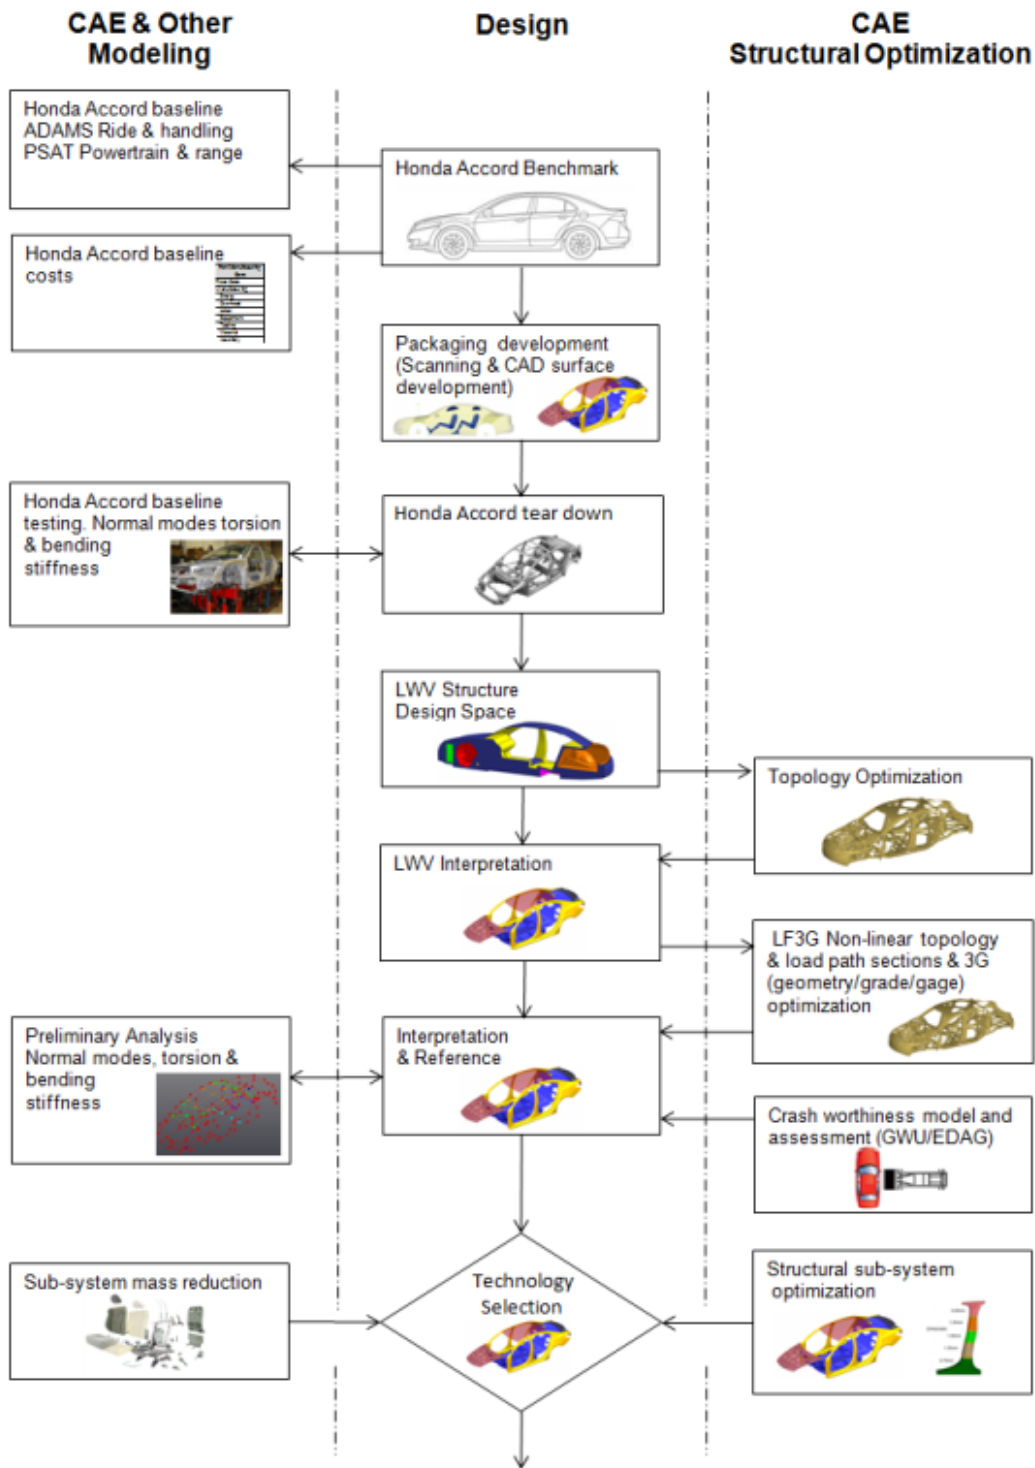 CAE & Other
Modeling
Design
CAE
Structural Optimization
Honda Accord baseline
ADAMS Ride & handling
PSAT Powertrain & range
Honda Accord Benchmark
Honda Accord baseline
costs
Packaging development
(Scanning & CAD surface
development)
Honda Accord baseline
testing. Normal modes torsion
& bending
stiffness
Honda Accord tear down
LWV Structure
Design Space
Topology Optimization
LWV Interpretation
LF3G Non-linear topology
& load path sections & 3G
(geometry/grade/gage)
optimization
Preliminary Analysis
Normal modes, torsion &
bending
stiffness
Interpretation
& Reference
Crash worthiness model and
assessment (GWU/EDAG)
Sub-system mass reduction
Technology
Selection
Structural sub-system
optimization